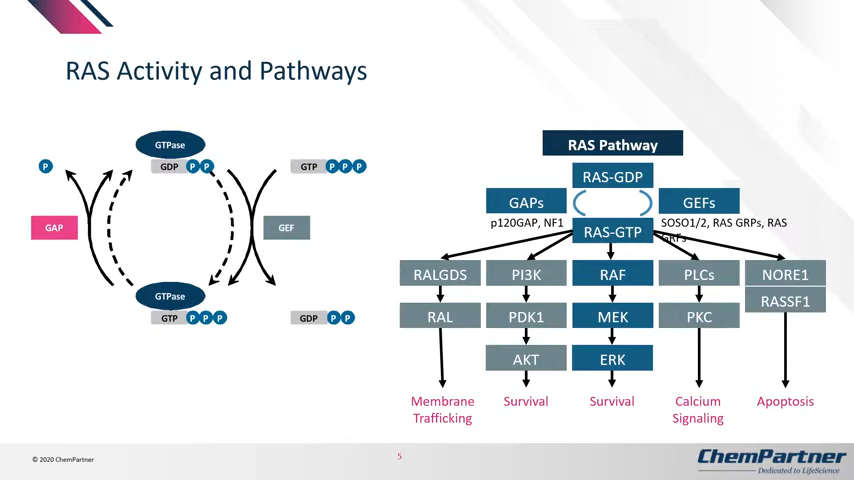 RAS Activity and Pathways
GTPase
GDP P P
P
GTP P P P
GAP
GEF
GTPase
GTP P P P
GDP P P
RAS Pathway
RAS-GDP
GAPs
GEFs
p120GAP, NF1
SOSO1/2, RAS GRPs, RAS
GRFs
RAS-GTP
RALGDS
PI3K
RAF
PLCs
NORE1
RASSF1
RAL
PDK1
MEK
PKC
AKT
ERK
Membrane
Trafficking
Survival
Survival
Calcium
Signaling
Apoptosis
© 2020 ChemPartner
5
ChemPartner
Dedicated to LifeScience